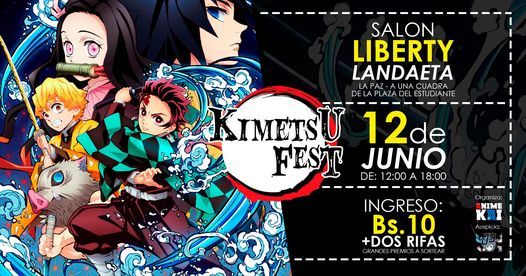 KIMETSU
FEST
SALON
LIBERTY
LANDAETA
LA PAZ - A UNA CUADRA
DE LA PLAZA DEL ESTUDIANTE
12 de
JUNIO
DE: 12:00 A 18:00
INGRESO:
Bs.10
+DOS RIFAS
GRANDES PREMIOS A SORTEAR
Organiza:
ANIME
KAI
Auspicia: